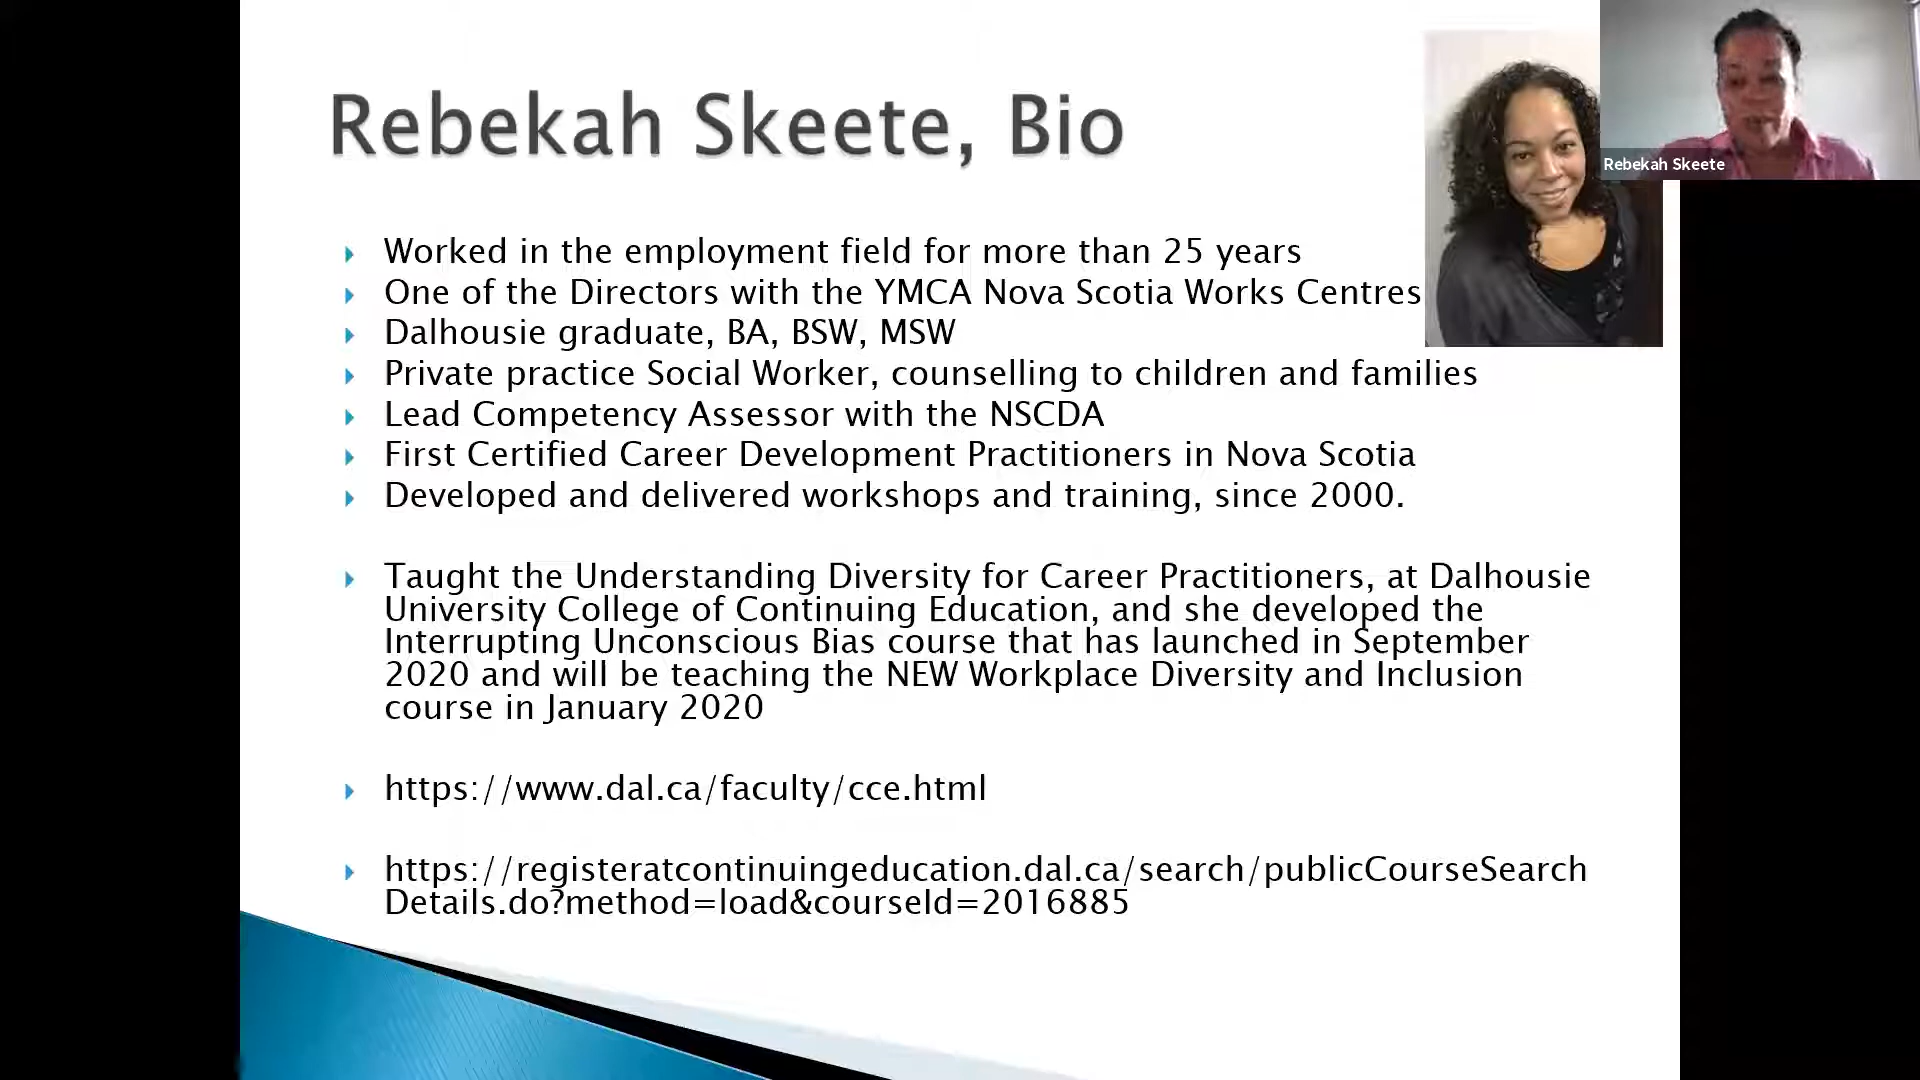 Rebekah Skeete, Bio
Rebekah Skeete
Worked in the employment field for more than 25 years
One of the Directors with the YMCA Nova Scotia Works Centres
Dalhousie graduate, BA, BSW, MSW
Private practice Social Worker, counselling to children and families
Lead Competency Assessor with the NSCDA
First Certified Career Development Practitioners in Nova Scotia
Developed and delivered workshops and training, since 2000.
Taught the Understanding Diversity for Career Practitioners, at Dalhousie
University College of Continuing Education, and she developed the
Interrupting Unconscious Bias course that has launched in September
2020 and will be teaching the NEW Workplace Diversity and Inclusion
course in January 2020
https://www.dal.ca/faculty/cce.html
https://registeratcontinuingeducation.dal.ca/search/publicCourseSearch
Details.do?method=load&courseId=2016885